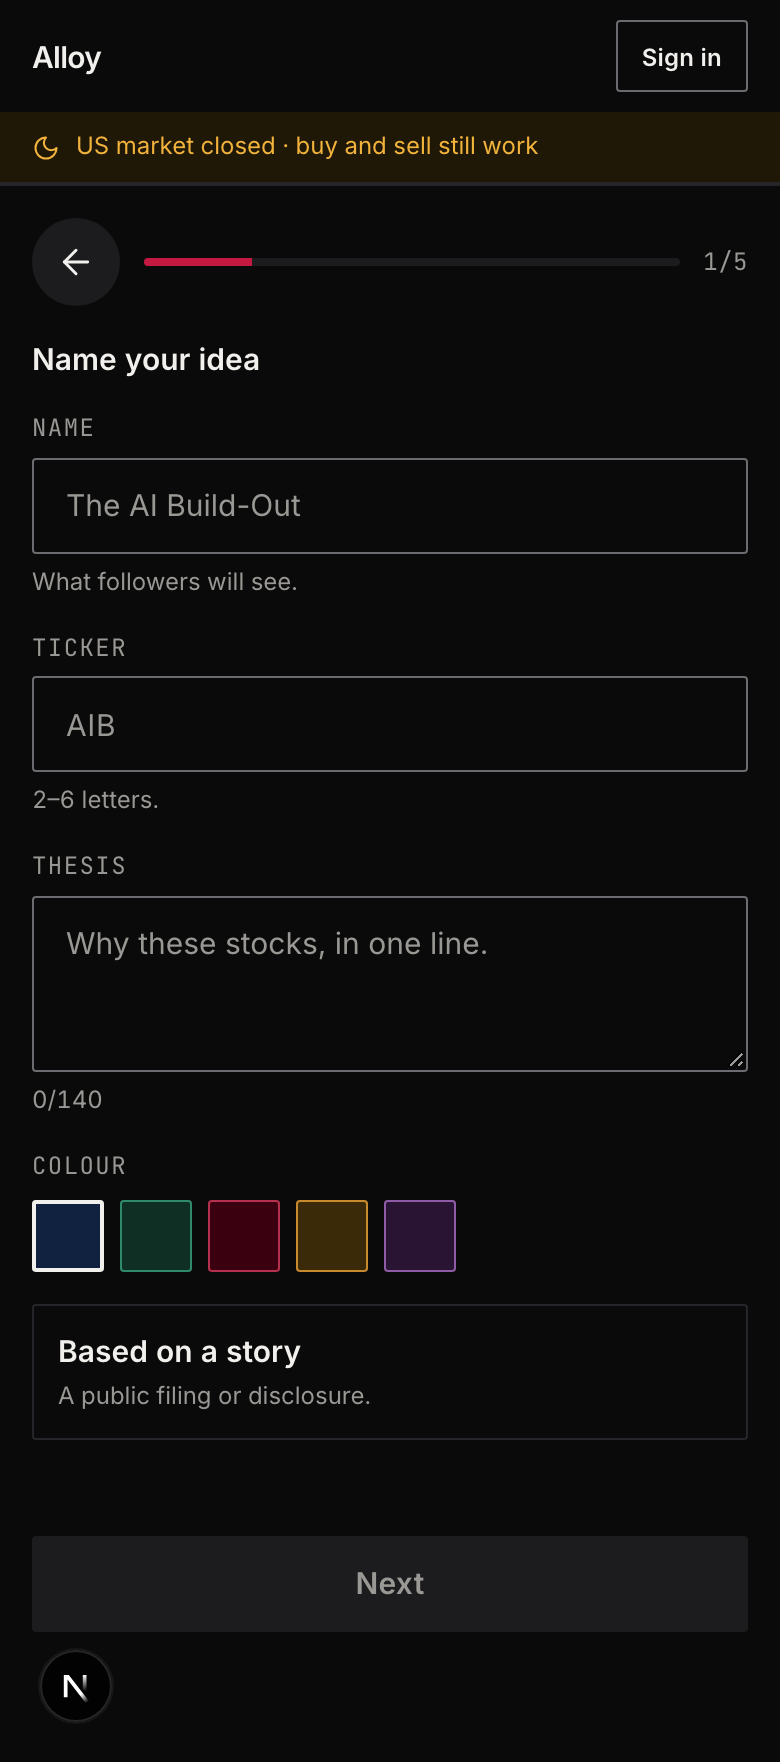 Alloy
Sign in
US market closed · buy and sell still work
1/5
Name your idea
NAME
The AI Build-Out
What followers will see.
TICKER
AIB
2–6 letters.
THESIS
Why these stocks, in one line.
0/140
COLOUR
Based on a story
A public filing or disclosure.
Next
N